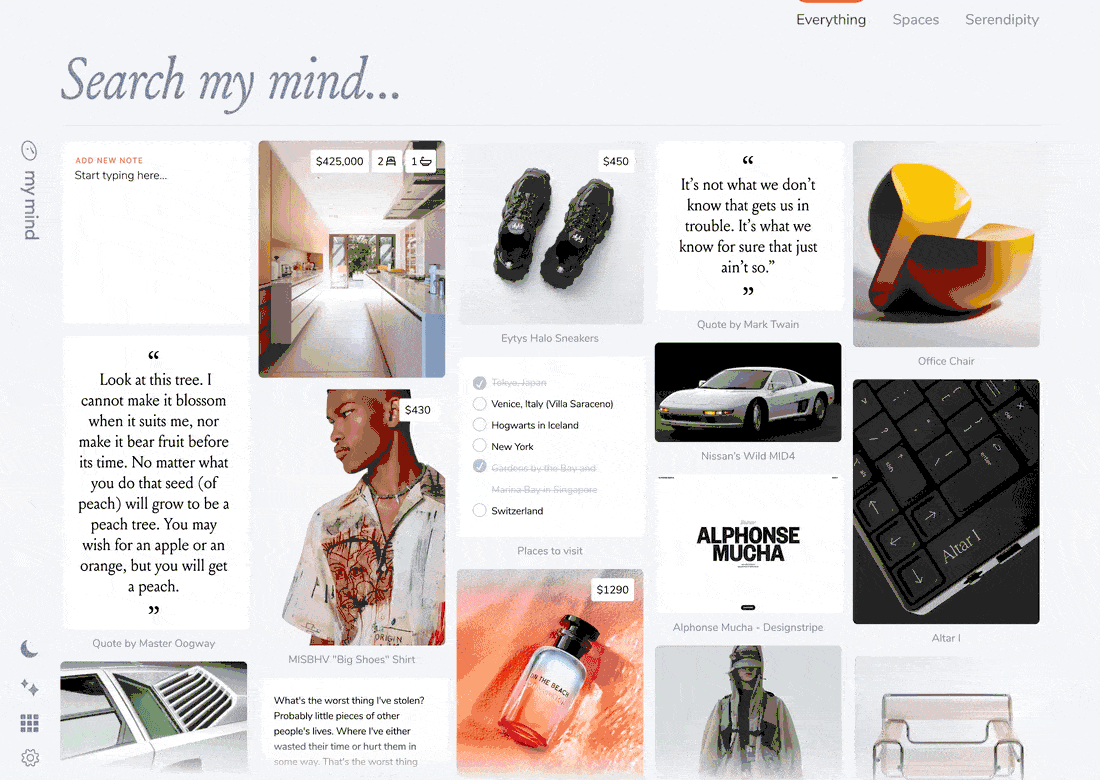 Everything
Spaces
Serendipity
Search my mind...
my mind
ADD NEW NOTE
Start typing here...
“
Look at this tree. I
cannot make it blossom
when it suits me, nor
make it bear fruit before
its time. No matter what
you do that seed (of
peach) will grow to be a
peach tree. You may
wish for an apple or an
orange, but you will get
a peach.
”
Quote by Master Oogway
$425,000
2
1
$430
ORIGIN
MISBHV "Big Shoes" Shirt
What's the worst thing I've stolen?
Probably little pieces of other
people's lives. Where I've either
wasted their time or hurt them in
some way. That's the worst thing
$450
Eytys Halo Sneakers
Tokyo, Japan
Venice, Italy (Villa Saraceno)
Hogwarts in Iceland
New York
Gardens by the Bay and
Marina Bay in Singapore
Switzerland
Places to visit
$1290
ON THE BEACH
“
It's not what we don't
know that gets us in
trouble. It's what we
know for sure that just
ain't so.”
”
Quote by Mark Twain
Nissan's Wild MID4
ALPHONSE
MUCHA
Alphonse Mucha - Designstripe
Office Chair
enter
Altar I
Altar I